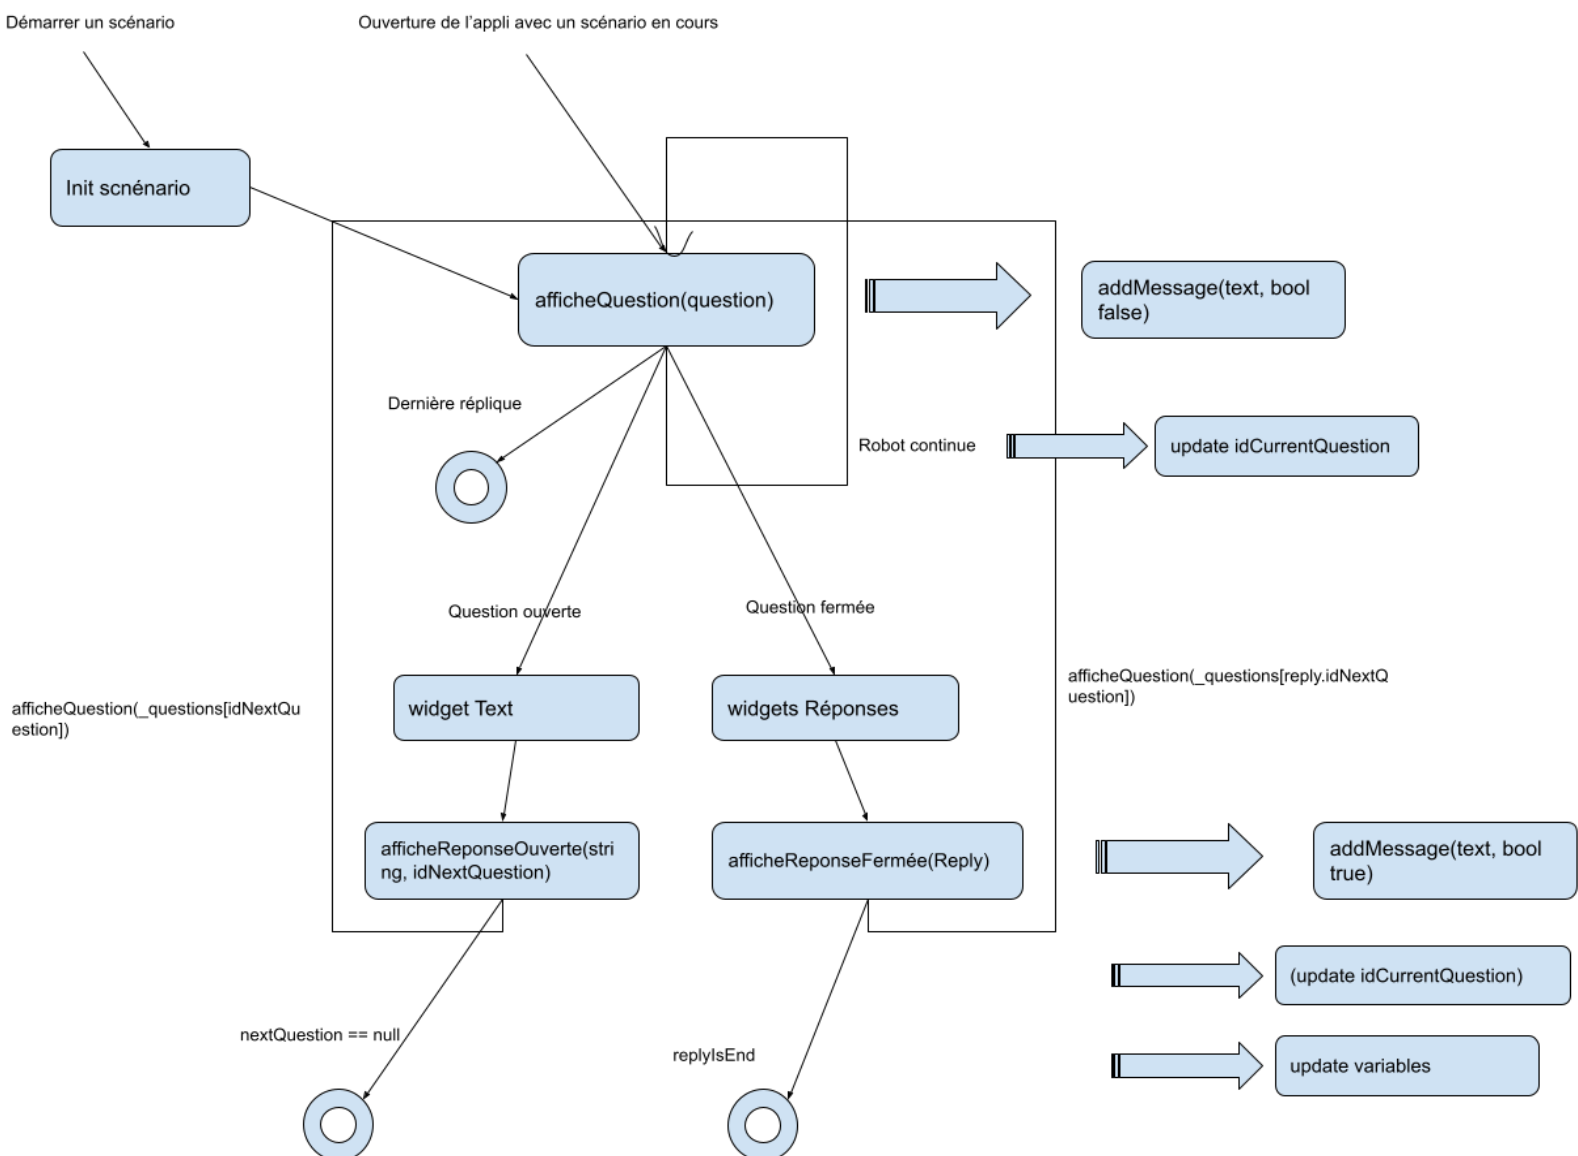 Démarrer un scénario
Ouverture de l'appli avec un scénario en cours
Init scnénario
afficheQuestion(question)
addMessage(text, bool
false)
Dernière réplique
Robot continue
update idCurrentQuestion
Question ouverte
Question fermée
afficheQuestion(_questions[idNextQu
estion])
widget Text
widgets Réponses
afficheQuestion(_questions[reply.idNextQ
uestion])
afficheReponseOuverte(stri
ng, idNextQuestion)
afficheReponseFermée(Reply)
addMessage(text, bool
true)
(update idCurrentQuestion)
nextQuestion == null
replyIsEnd
update variables